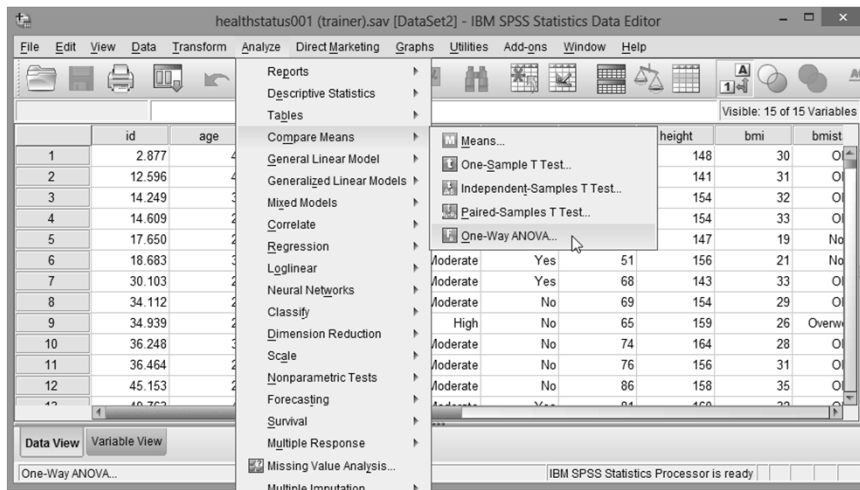 healthstatus001 (trainer).sav [DataSet2] - IBM SPSS Statistics Data Editor
File Edit View Data Transform Analyze Direct Marketing Graphs Utilities Add-ons Window Help
Visible: 15 of 15 Variables
Reports
Descriptive Statistics
Tables
Compare Means
General Linear Model
Generalized Linear Models
Mixed Models
Correlate
Regression
Loglinear
Neural Networks
Classify
Dimension Reduction
Scale
Nonparametric Tests
Forecasting
Survival
Multiple Response
Missing Value Analysis...
Multiple Imputation
Means...
One-Sample T Test...
Independent-Samples T Test...
Paired-Samples T Test...
One-Way ANOVA...
id age height bmi bmist
1 2.877 148 30
2 12.596 141 31
3 14.249 154 32
4 14.609 154 33
5 17.650 147 19 No
6 18.683 Moderate Yes 51 156 21 No
7 30.103 Moderate Yes 68 143 33
8 34.112 Moderate No 69 154 29
9 34.939 High No 65 159 26 Overwe
10 36.248 Moderate No 74 164 28
11 36.464 Moderate No 76 156 31
12 45.153 Moderate No 86 158 35
Data View Variable View
One-Way ANOVA... IBM SPSS Statistics Processor is ready